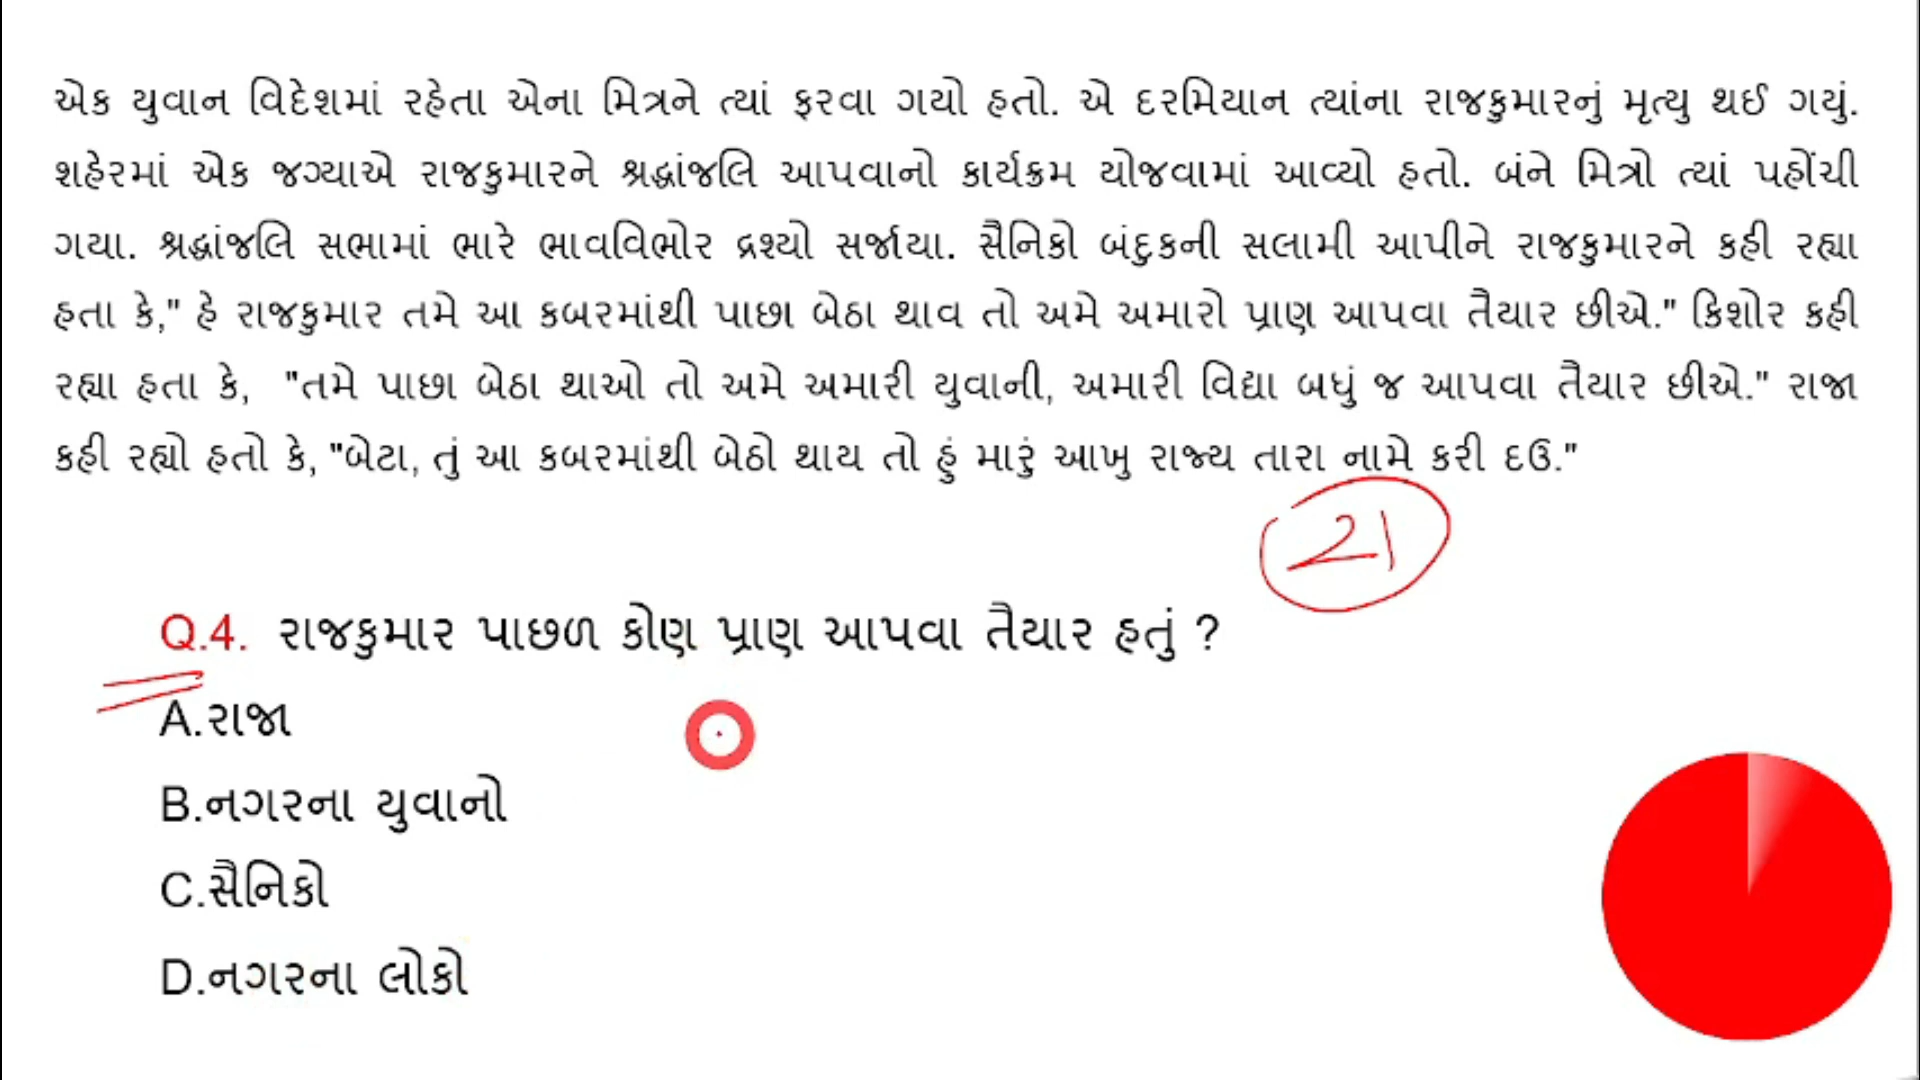 એક યુવાન વિદેશમાં રહેતા એના મિત્રને ત્યાં ફરવા ગયો હતો. એ દરમિયાન ત્યાંના રાજકુમારનું મૃત્યુ થઈ ગયું.
શહેરમાં એક જગ્યાએ રાજકુમારને શ્રદ્ધાંજલિ આપવાનો કાર્યક્રમ યોજવામાં આવ્યો હતો. બંને મિત્રો ત્યાં પહોંચી
ગયા. શ્રદ્ધાંજલિ સભામાં ભારે ભાવવિભોર દ્રશ્યો સર્જાયા. સૈનિકો બંદુકની સલામી આપીને રાજકુમારને કહી રહ્યા
હતા કે," હે રાજકુમાર તમે આ કબરમાંથી પાછા બેઠા થાવ તો અમે અમારો પ્રાણ આપવા તૈયાર છીએ." કિશોર કહી
રહ્યા હતા કે, "તમે પાછા બેઠા થાઓ તો અમે અમારી યુવાની, અમારી વિદ્યા બધું જ આપવા તૈયાર છીએ." રાજા
કહી રહ્યો હતો કે, "બેટા, તું આ કબરમાંથી બેઠો થાય તો હું મારું આખુ રાજ્ય તારા નામે કરી દઉ."
21
Q.4. રાજકુમાર પાછળ કોણ પ્રાણ આપવા તૈયાર હતું ?
A.રાજા
B.નગરના યુવાનો
C.સૈનિકો
D.નગરના લોકો